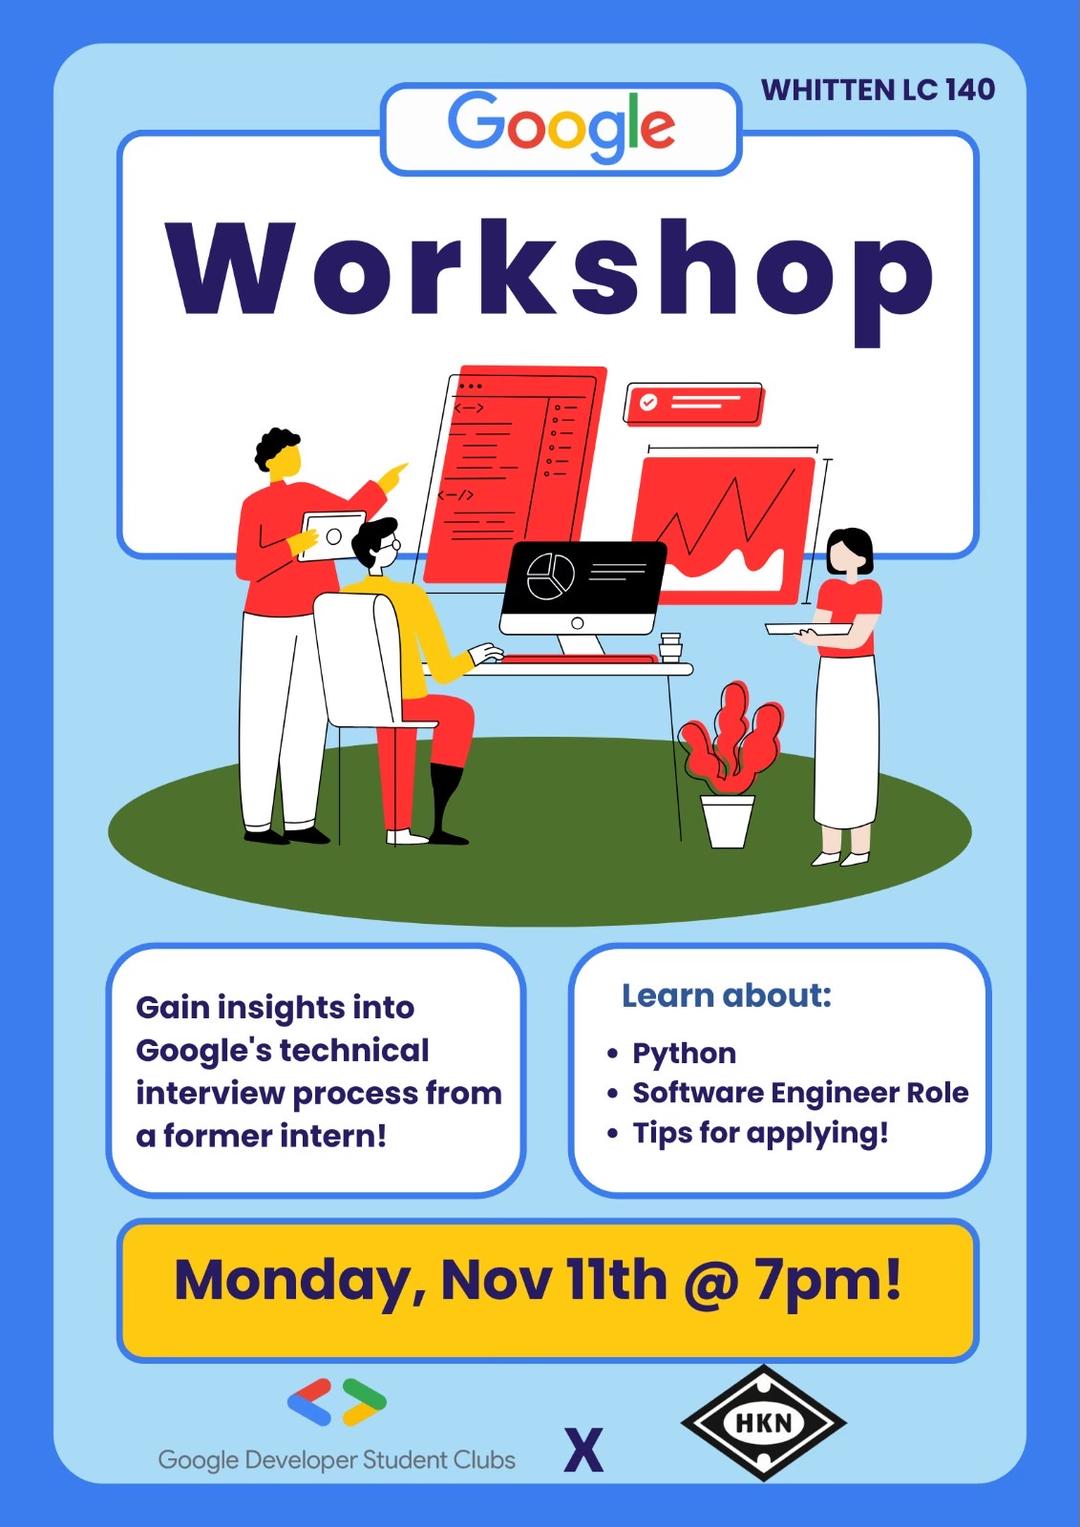 WHITTEN LC 140
Google
Workshop
<—>
<—/>
Gain insights into
Google's technical
interview process from
a former intern!
Learn about:
• Python
• Software Engineer Role
• Tips for applying!
Monday, Nov 11th @ 7pm!
Google Developer Student Clubs
X
HKN